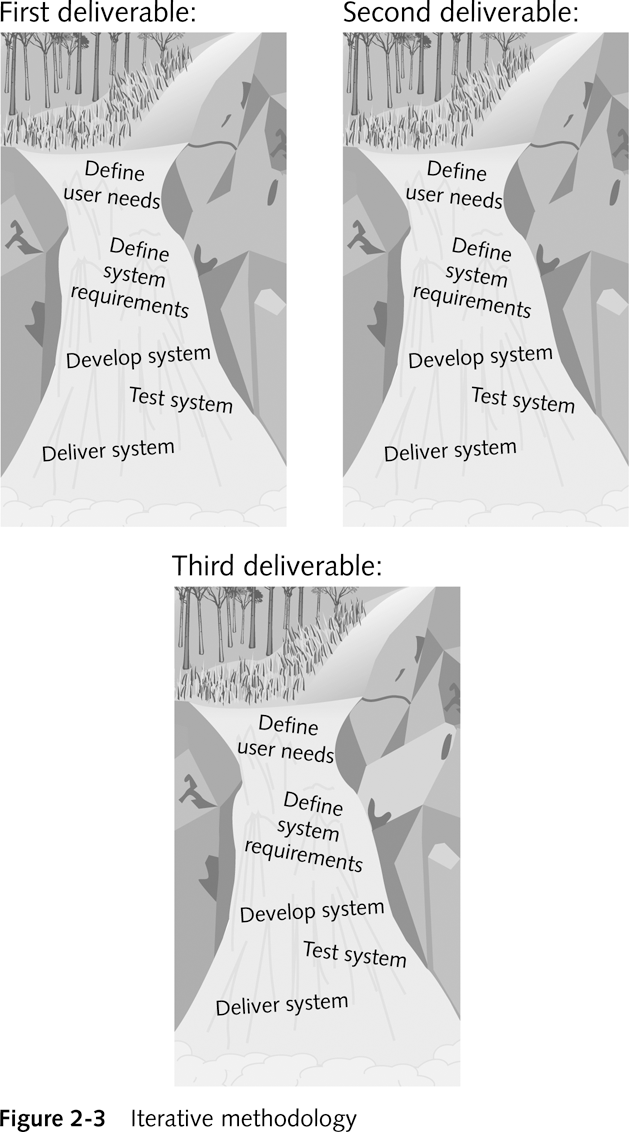 First deliverable:
Define
user needs
Define
system
requirements
Develop system
Test system
Deliver system
Second deliverable:
Define
user needs
Define
system
requirements
Develop system
Test system
Deliver system
Third deliverable:
Define
user needs
Define
system
requirements
Develop system
Test system
Deliver system
Figure 2-3 Iterative methodology